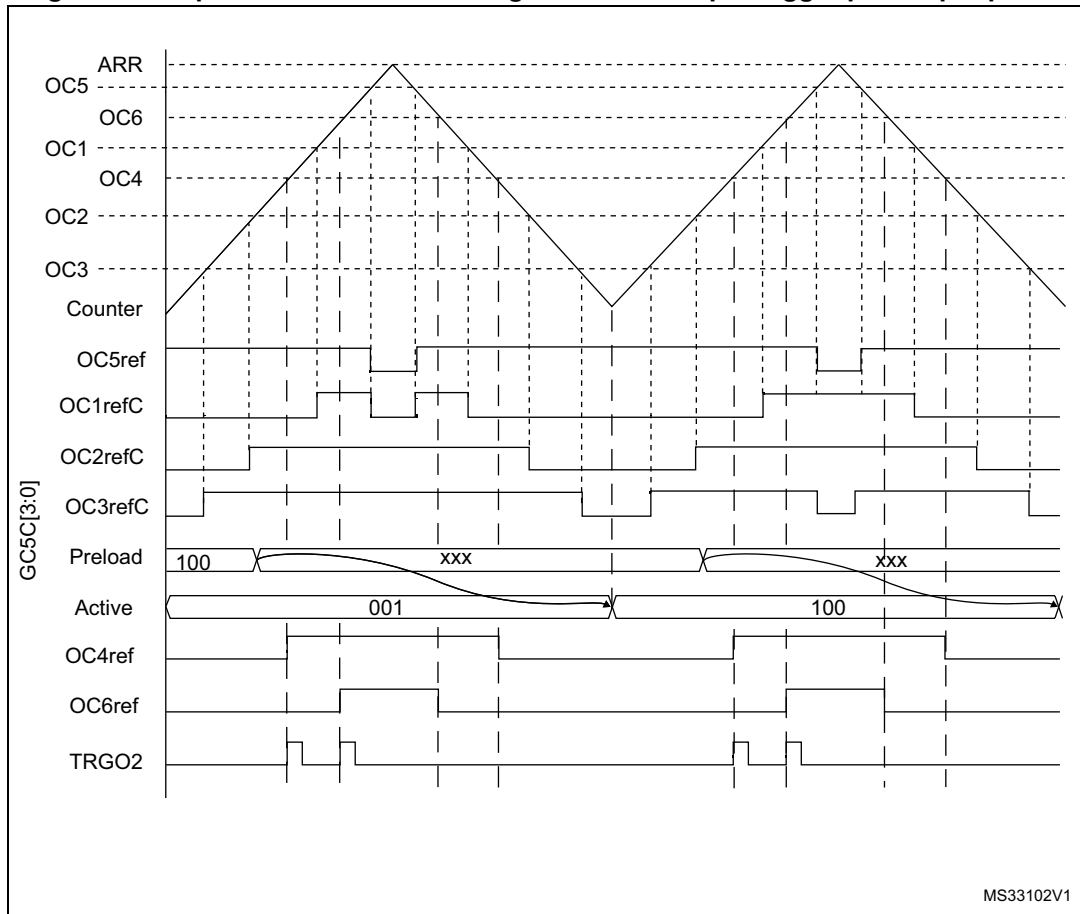 ARR
OC5
OC6
OC1
OC4
OC2
OC3
Counter
OC5ref
OC1refC
OC2refC
OC3refC
GC5C[3:0]
Preload 100 xxx xxx
Active 001 100
OC4ref
OC6ref
TRGO2
MS33102V1